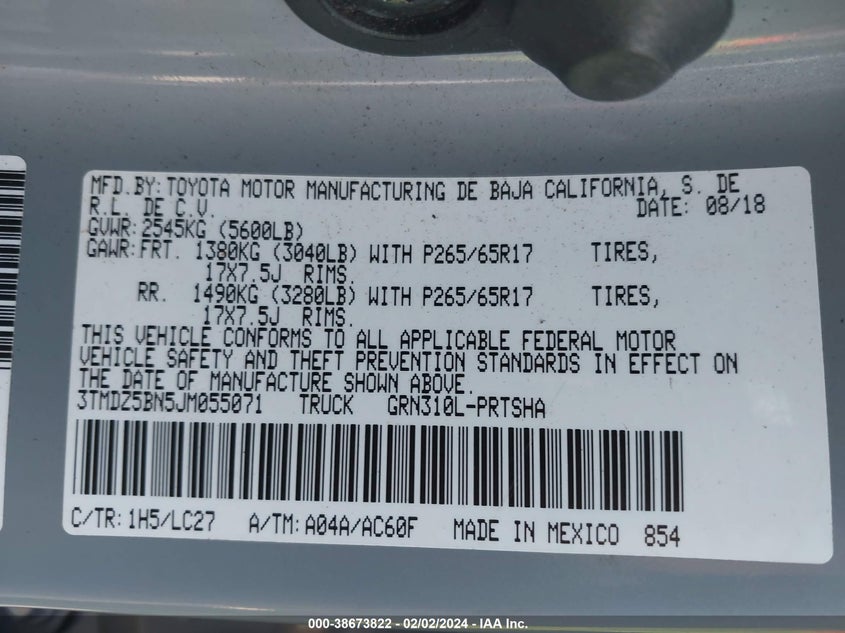 MFD.BY: TOYOTA MOTOR MANUFACTURING DE BAJA CALIFORNIA, S. DE
R.L. DE C.V. DATE: 08/18
GVWR: 2545KG (5600LB)
GAWR: FRT. 1380KG (3040LB) WITH P265/65R17 TIRES,
17X7.5J RIMS.
RR. 1490KG (3280LB) WITH P265/65R17 TIRES,
17X7.5J RIMS.
THIS VEHICLE CONFORMS TO ALL APPLICABLE FEDERAL MOTOR
VEHICLE SAFETY AND THEFT PREVENTION STANDARDS IN EFFECT ON
THE DATE OF MANUFACTURE SHOWN ABOVE.
3TMDZ5BN5JM055071 TRUCK GRN310L-PRTSHA
C/TR: 1H5/LC27 A/TM: A04A/AC60F MADE IN MEXICO 854
000-38673822 - 02/02/2024 - IAA Inc.